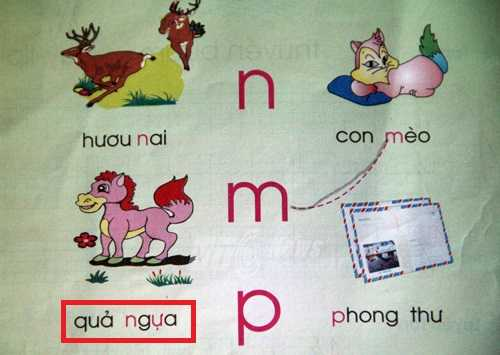 n
hươu nai
con mèo
m
p
quả ngựa
phong thư